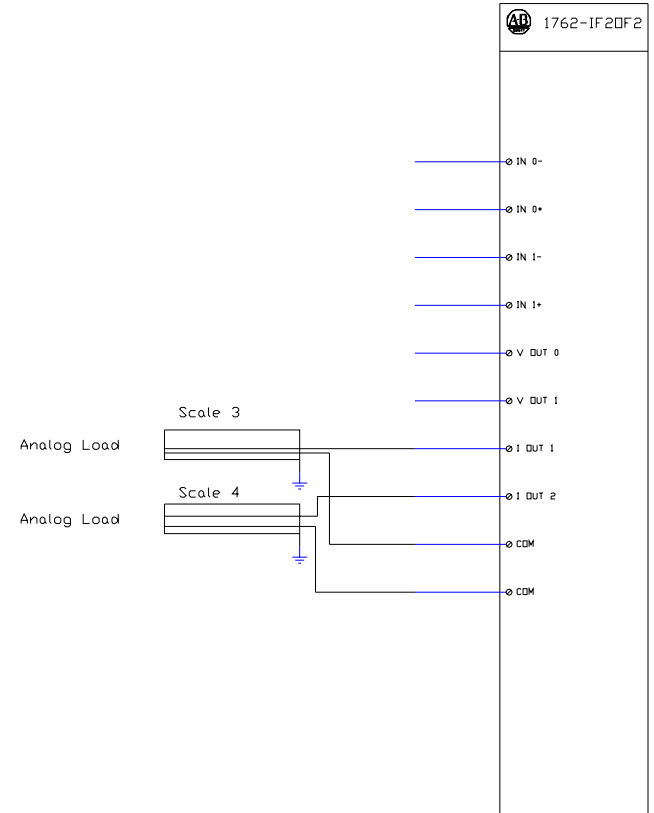 AB
1762-IF2OF2
IN 0-
IN 0+
IN 1-
IN 1+
V OUT 0
V OUT 1
Scale 3
Analog Load
I OUT 1
Scale 4
I OUT 2
Analog Load
COM
COM